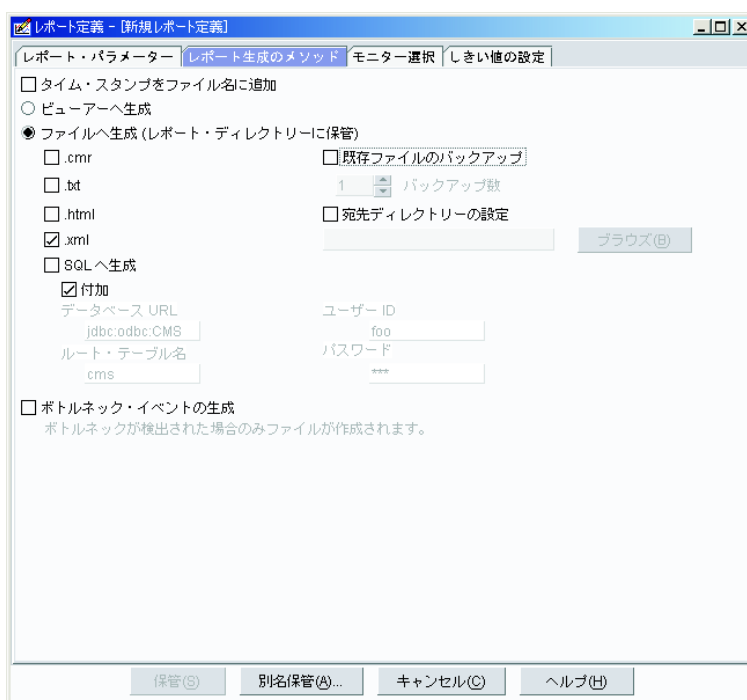 レポート定義 - [新規レポート定義]
レポート・パラメーター レポート生成のメソッド モニター選択 しきい値の設定
タイム・スタンプをファイル名に追加
ビューアーへ生成
ファイルへ生成 (レポート・ディレクトリーに保管)
.cmr 既存ファイルのバックアップ
.txt 1 バックアップ数
.html 宛先ディレクトリーの設定
.xml ブラウズ(B)
SQL へ生成
付加
データベース URL ユーザー ID
jdbc:odbc:CMS foo
ルート・テーブル名 パスワード
cms ***
ボトルネック・イベントの生成
ボトルネックが検出された場合のみファイルが作成されます。
保管(S) 別名保管(A)... キャンセル(C) ヘルプ(H)